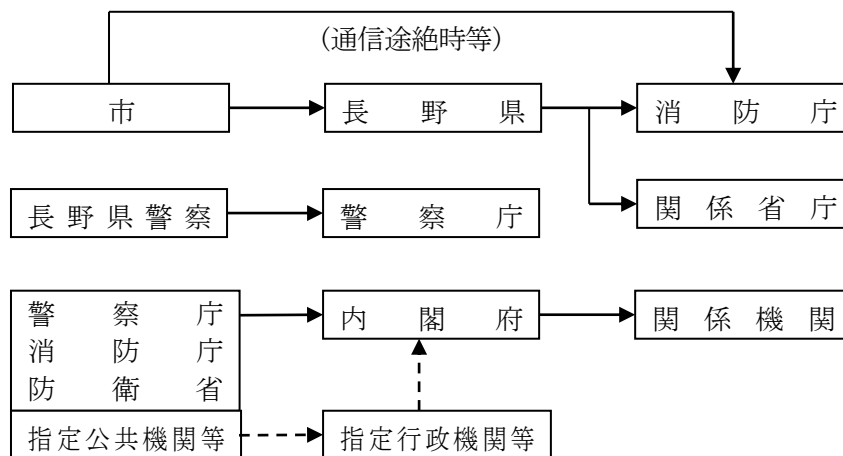 (通信途絶時等)
市
長野県
消防庁
関係省庁
長野県警察
警察庁
警察庁
消防庁
防衛省
内閣府
関係機関
指定公共機関等
指定行政機関等